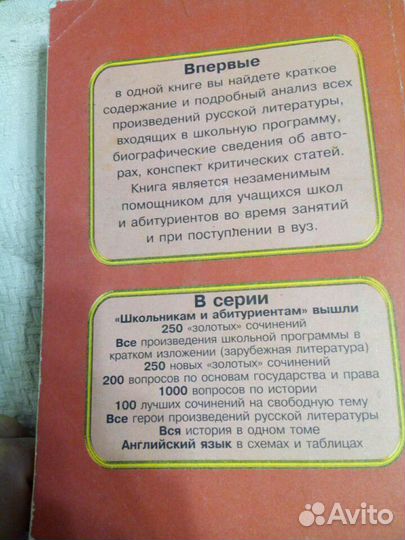 Впервые
в одной книге вы найдете краткое
содержание и подробный анализ всех
произведений русской литературы,
входящих в школьную программу,
биографические сведения об авто-
рах, конспект критических статей.
Книга является незаменимым
помощником для учащихся школ
и абитуриентов во время занятий
и при поступлении в вуз.
В серии
«Школьникам и абитуриентам» вышли
250 «золотых» сочинений
Все произведения школьной программы в
кратком изложении (зарубежная литература)
250 новых «золотых» сочинений
200 вопросов по основам государства и права
1000 вопросов по истории
100 лучших сочинений на свободную тему
Все герои произведений русской литературы
Вся история в одном томе
Английский язык в схемах и таблицах
Avito